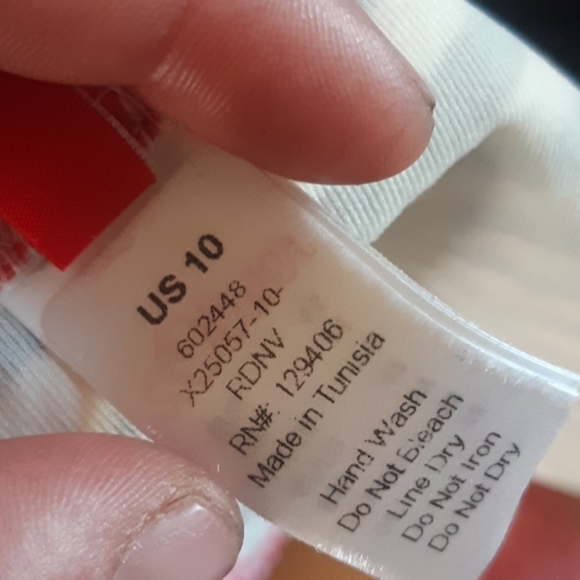 US 10
602448
X25057-10-
RDNV
RN#: 129406
Made in Tunisia
Hand Wash
Do Not Bleach
Line Dry
Do Not Iron
Do Not Dry